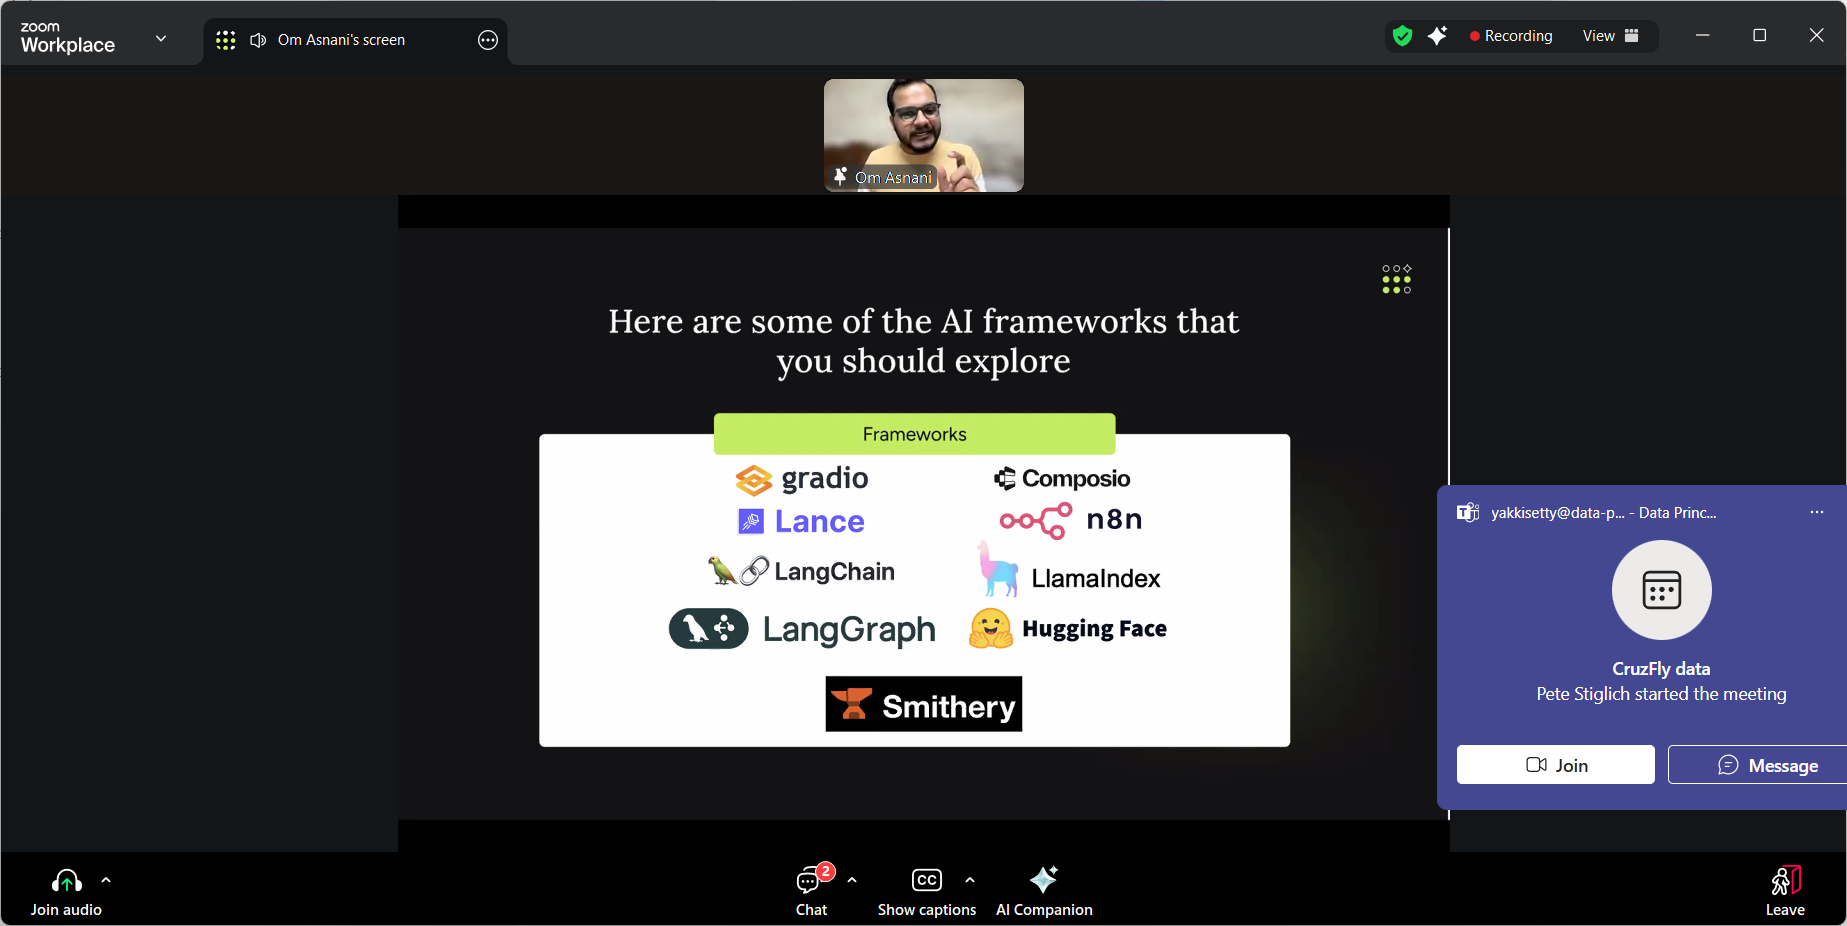 zoom
Workplace
Om Asnani's screen
Recording
View
Om Asnani
Here are some of the AI frameworks that
you should explore
Frameworks
gradio
Composio
Lance
n8n
LangChain
LlamaIndex
LangGraph
Hugging Face
Smithery
yakkisetty@data-p... - Data Princ...
CruzFly data
Pete Stiglich started the meeting
Join
Message
Join audio
2
Chat
CC
Show captions
AI Companion
Leave